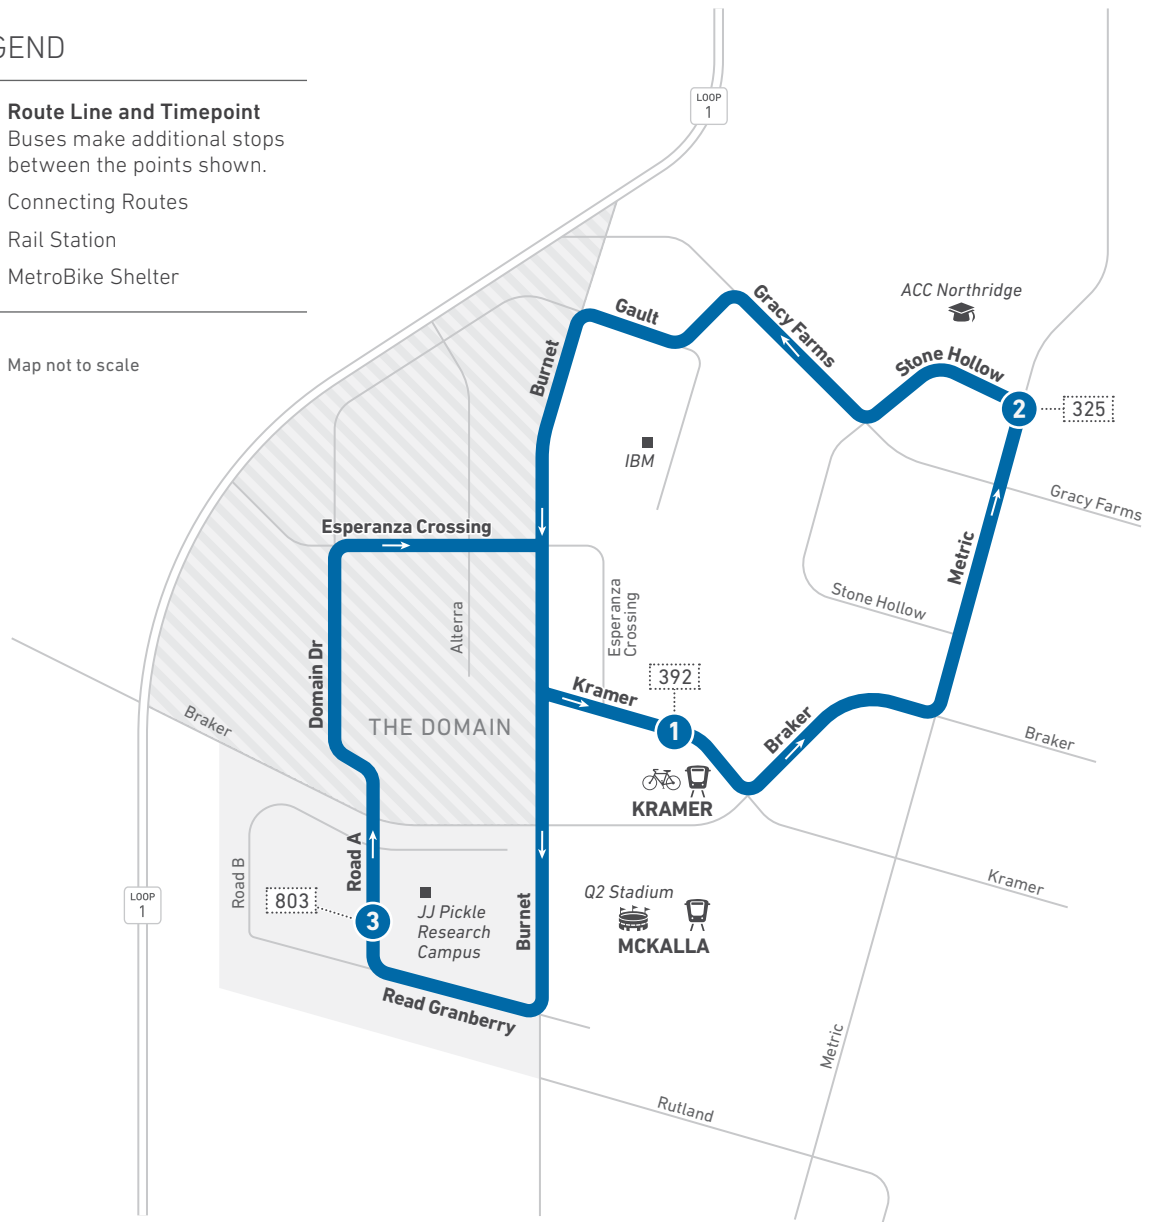 GEND
Route Line and Timepoint
Buses make additional stops
between the points shown.
Connecting Routes
Rail Station
MetroBike Shelter
Map not to scale
LOOP
1
ACC Northridge
Gault
Gracy Farms
Stone Hollow
Burnet
2
325
IBM
Gracy Farms
Esperanza Crossing
Metric
Alterra
Esperanza
Crossing
Stone Hollow
Domain Dr
392
Kramer
Braker
THE DOMAIN
1
Braker
Braker
KRAMER
Road A
Road B
Kramer
LOOP
1
803
3
JJ Pickle
Research
Campus
Burnet
Q2 Stadium
MCKALLA
Read Granberry
Metric
Rutland